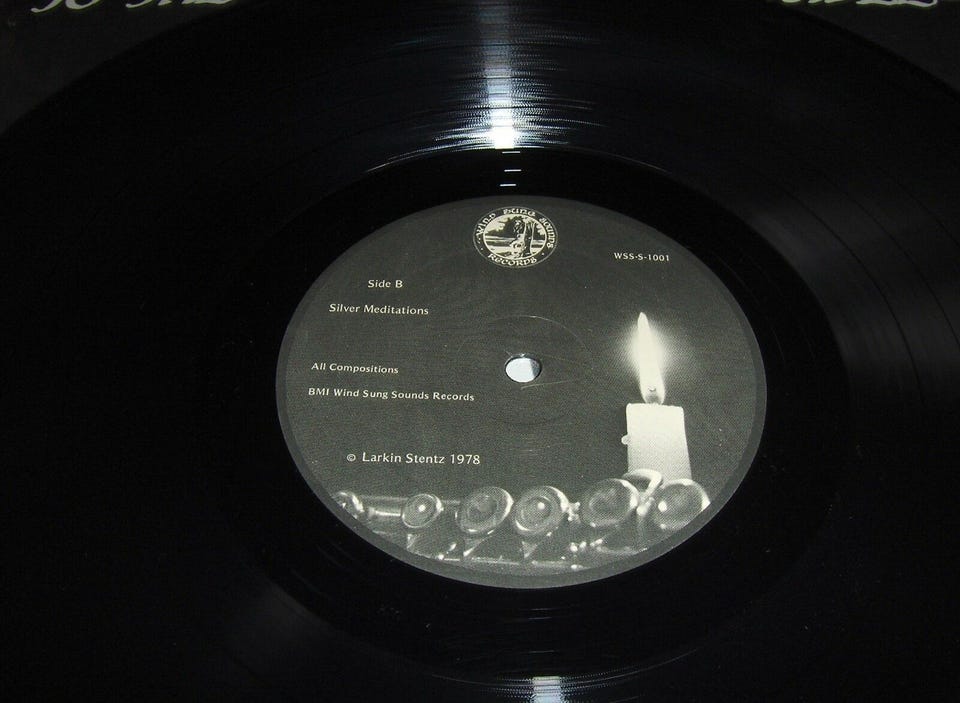 WIND SUNG SOUNDS
RECORDS
WSS-S-1001
Side B
Silver Meditations
All Compositions
BMI Wind Sung Sounds Records
© Larkin Stentz 1978